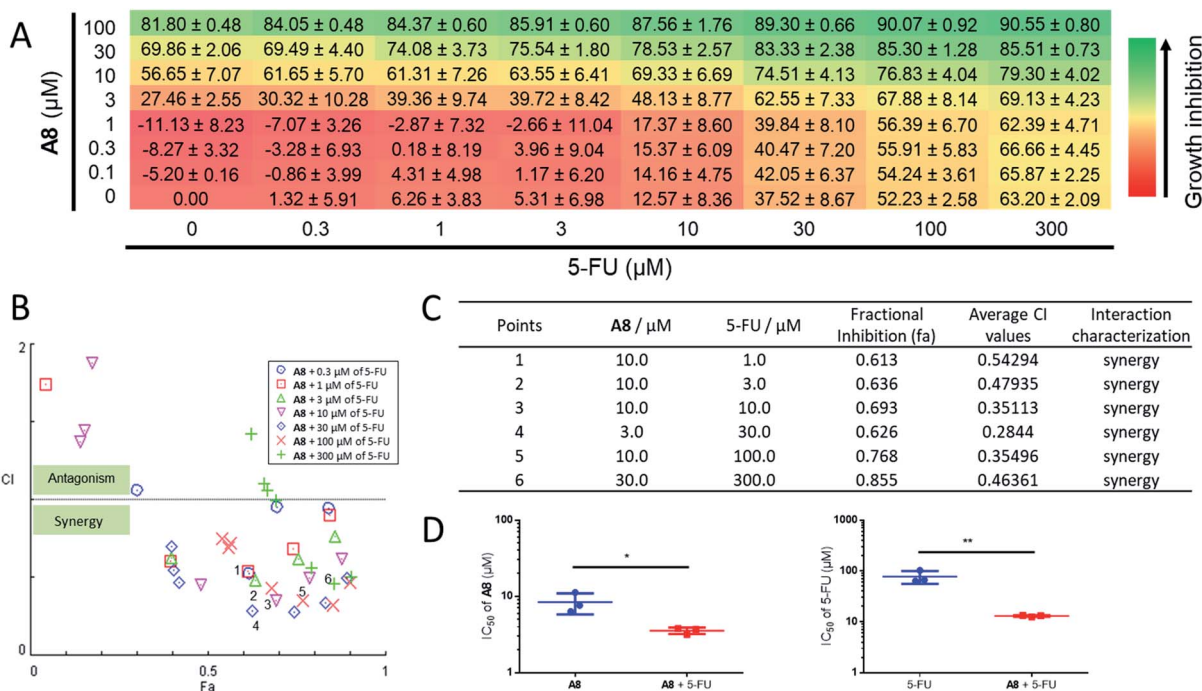 A
A8 (µM)
100 81.80 ± 0.48 84.05 ± 0.48 84.37 ± 0.60 85.91 ± 0.60 87.56 ± 1.76 89.30 ± 0.66 90.07 ± 0.92 90.55 ± 0.80
30 69.86 ± 2.06 69.49 ± 4.40 74.08 ± 3.73 75.54 ± 1.80 78.53 ± 2.57 83.33 ± 2.38 85.30 ± 1.28 85.51 ± 0.73
10 56.65 ± 7.07 61.65 ± 5.70 61.31 ± 7.26 63.55 ± 6.41 69.33 ± 6.69 74.51 ± 4.13 76.83 ± 4.04 79.30 ± 4.02
3 27.46 ± 2.55 30.32 ± 10.28 39.36 ± 9.74 39.72 ± 8.42 48.13 ± 8.77 62.55 ± 7.33 67.88 ± 8.14 69.13 ± 4.23
1 -11.13 ± 8.23 -7.07 ± 3.26 -2.87 ± 7.32 -2.66 ± 11.04 17.37 ± 8.60 39.84 ± 8.10 56.39 ± 6.70 62.39 ± 4.71
0.3 -8.27 ± 3.32 -3.28 ± 6.93 0.18 ± 8.19 3.96 ± 9.04 15.37 ± 6.09 40.47 ± 7.20 55.91 ± 5.83 66.66 ± 4.45
0.1 -5.20 ± 0.16 -0.86 ± 3.99 4.31 ± 4.98 1.17 ± 6.20 14.16 ± 4.75 42.05 ± 6.37 54.24 ± 3.61 65.87 ± 2.25
0 0.00 1.32 ± 5.91 6.26 ± 3.83 5.31 ± 6.98 12.57 ± 8.36 37.52 ± 8.67 52.23 ± 2.58 63.20 ± 2.09
0 0.3 1 3 10 30 100 300
5-FU (µM)
Growth inhibition
B
2
CI
0
Antagonism
Synergy
A8 + 0.3 µM of 5-FU
A8 + 1 µM of 5-FU
A8 + 3 µM of 5-FU
A8 + 10 µM of 5-FU
A8 + 30 µM of 5-FU
A8 + 100 µM of 5-FU
A8 + 300 µM of 5-FU
1
2
3
4
5
6
0 0.5 1
Fa
C
Points A8 / µM 5-FU / µM Fractional Inhibition (fa) Average CI values Interaction characterization
1 10.0 1.0 0.613 0.54294 synergy
2 10.0 3.0 0.636 0.47935 synergy
3 10.0 10.0 0.693 0.35113 synergy
4 3.0 30.0 0.626 0.2844 synergy
5 10.0 100.0 0.768 0.35496 synergy
6 30.0 300.0 0.855 0.46361 synergy
D
IC50 of A8 (µM)
100
10
1
*
A8 A8 + 5-FU
IC50 of 5-FU (µM)
1000
100
10
1
**
5-FU A8 + 5-FU